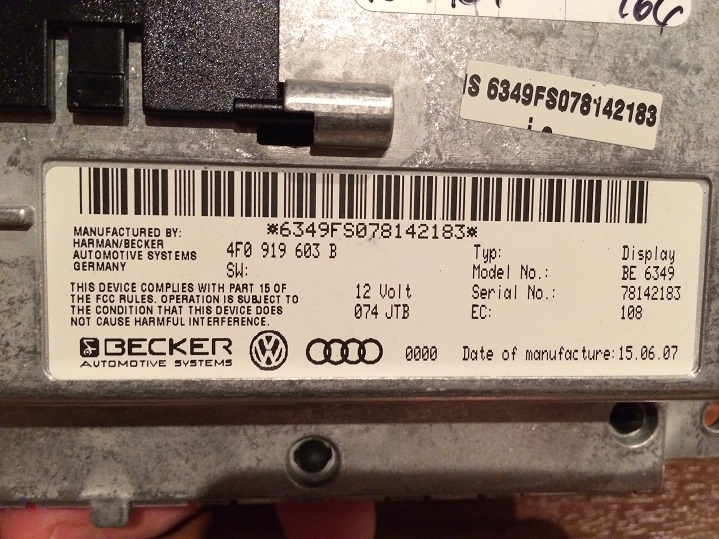 164
IS 6349FS078142183
*6349FS078142183*
MANUFACTURED BY:
HARMAN/BECKER
AUTOMOTIVE SYSTEMS
GERMANY
4F0 919 603 B
SW:
Typ: Display
Model No.: BE 6349
Serial No.: 78142183
EC: 108
THIS DEVICE COMPLIES WITH PART 15 OF
THE FCC RULES. OPERATION IS SUBJECT TO
THE CONDITION THAT THIS DEVICE DOES
NOT CAUSE HARMFUL INTERFERENCE.
12 Volt
074 JTB
BECKER
AUTOMOTIVE SYSTEMS
VW
0000
Date of manufacture:15.06.07